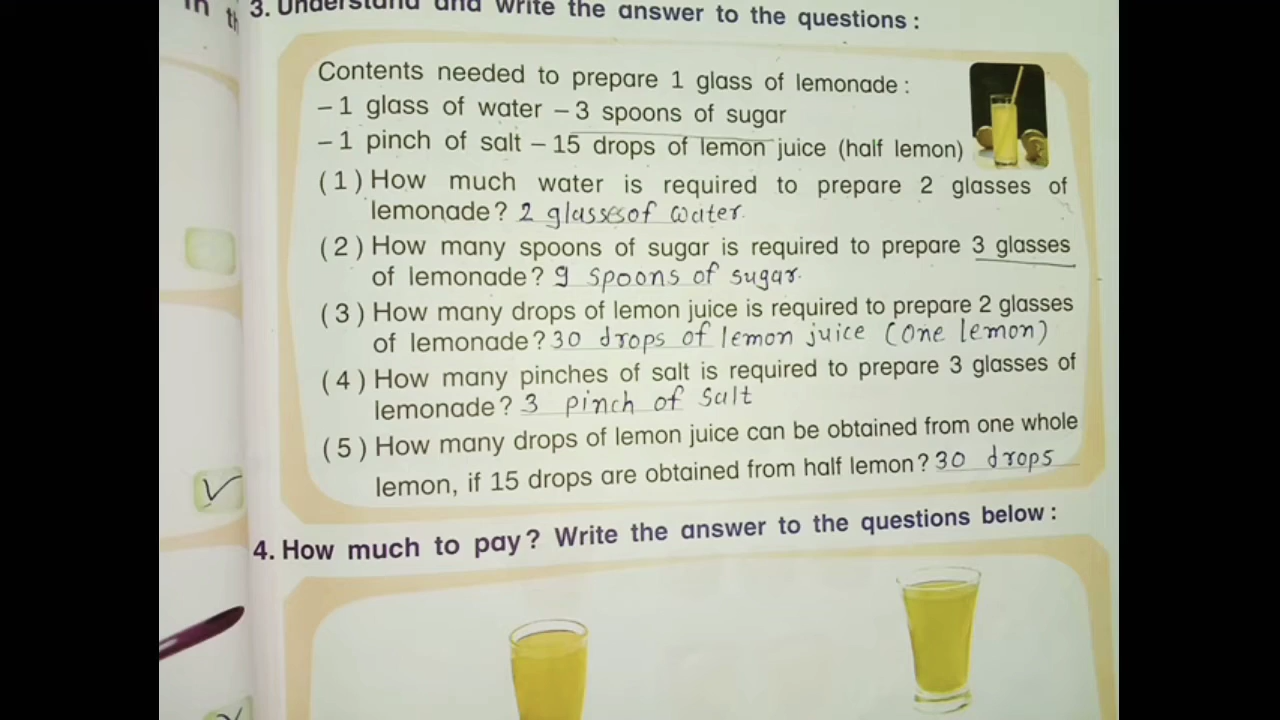 in th
3. Understand and write the answer to the questions :
Contents needed to prepare 1 glass of lemonade :
– 1 glass of water – 3 spoons of sugar
– 1 pinch of salt – 15 drops of lemon juice (half lemon)
( 1 ) How much water is required to prepare 2 glasses of
lemonade? 2 glasses of water.
( 2 ) How many spoons of sugar is required to prepare 3 glasses
of lemonade? 9 spoons of sugar.
( 3 ) How many drops of lemon juice is required to prepare 2 glasses
of lemonade? 30 drops of lemon juice (one lemon)
( 4 ) How many pinches of salt is required to prepare 3 glasses of
lemonade? 3 pinch of salt
( 5 ) How many drops of lemon juice can be obtained from one whole
lemon, if 15 drops are obtained from half lemon? 30 drops
4. How much to pay? Write the answer to the questions below :